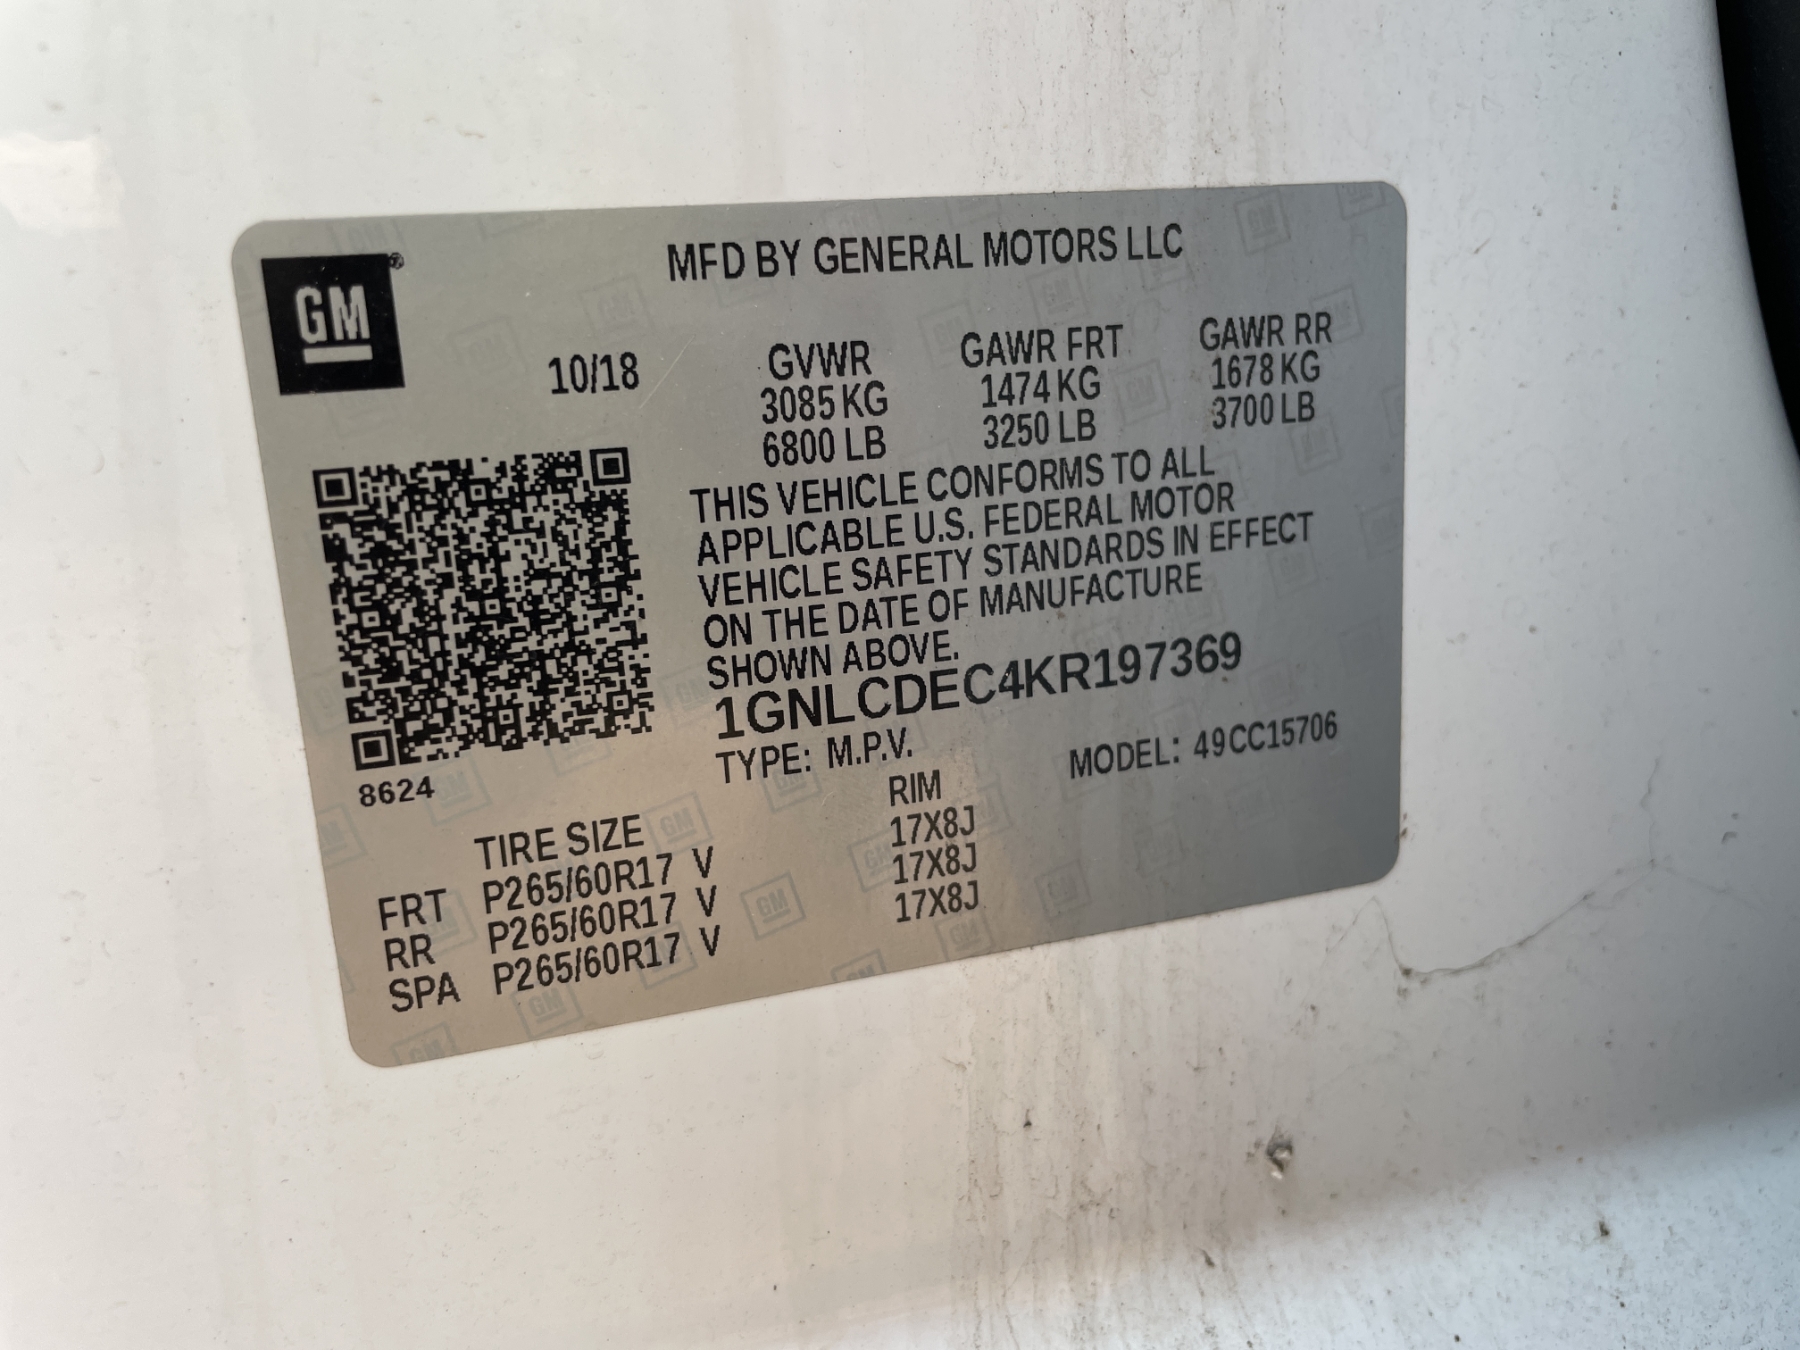 GM®
MFD BY GENERAL MOTORS LLC
10/18
GVWR GAWR FRT GAWR RR
3085 KG 1474 KG 1678 KG
6800 LB 3250 LB 3700 LB
THIS VEHICLE CONFORMS TO ALL
APPLICABLE U.S. FEDERAL MOTOR
VEHICLE SAFETY STANDARDS IN EFFECT
ON THE DATE OF MANUFACTURE
SHOWN ABOVE.
1GNLCDEC4KR197369
TYPE: M.P.V. MODEL: 49CC15706
8624
TIRE SIZE RIM
FRT P265/60R17 V 17X8J
RR P265/60R17 V 17X8J
SPA P265/60R17 V 17X8J